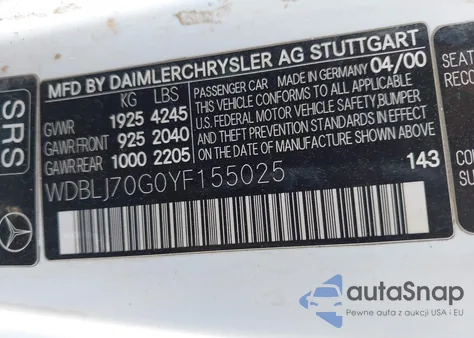 MFD BY DAIMLERCHRYSLER AG STUTTGART
KG LBS
GVWR 1925 4245
GAWR FRONT 925 2040
GAWR REAR 1000 2205
PASSENGER CAR MADE IN GERMANY 04/00
THIS VEHICLE CONFORMS TO ALL APPLICABLE
U.S. FEDERAL MOTOR VEHICLE SAFETY BUMPER
AND THEFT PREVENTION STANDARDS IN EFFECT
ON THE DATE OF MANUFACTURE SHOWN ABOVE.
WDBLJ70G0YF155025
143
SRS
SEAT
autoSnap
Pewne auta z USA i EU